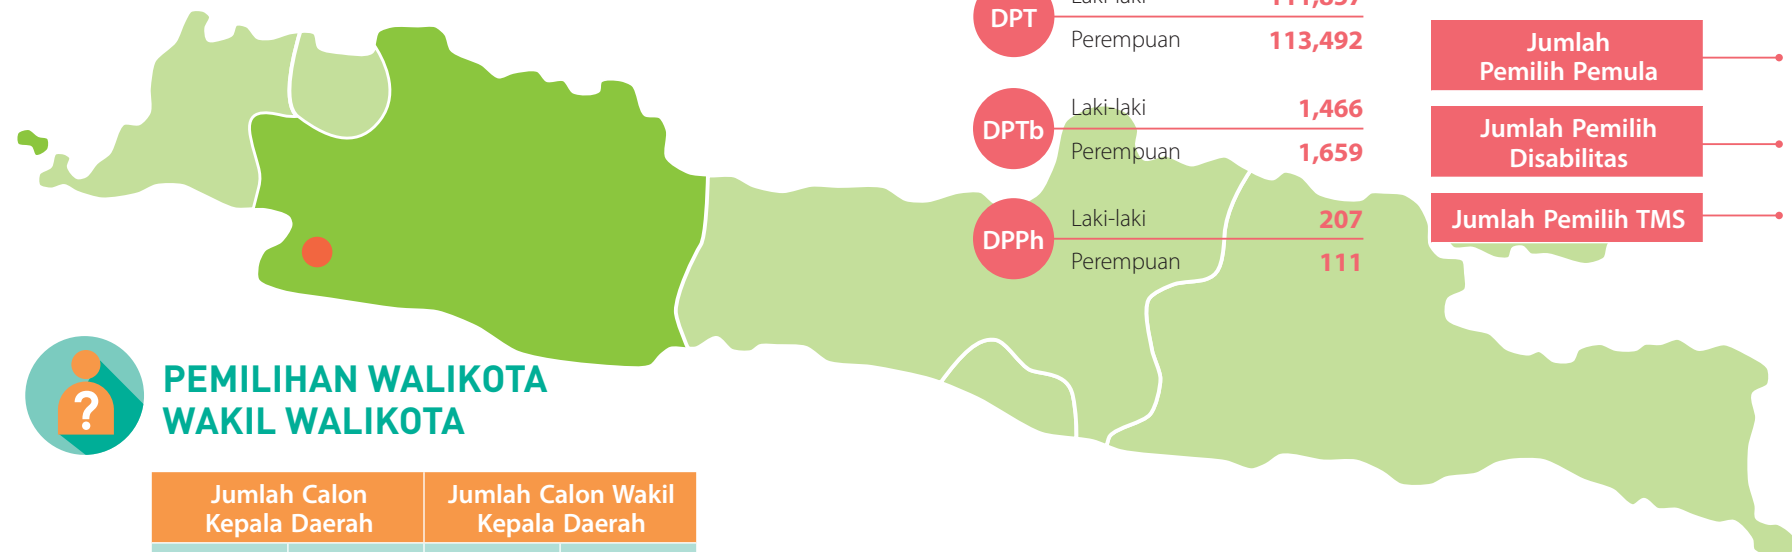 DPT
Perempuan 113,492
DPTb
Laki-laki 1,466
Perempuan 1,659
DPPh
Laki-laki 207
Perempuan 111
Jumlah
Pemilih Pemula
Jumlah Pemilih
Disabilitas
Jumlah Pemilih TMS
?
PEMILIHAN WALIKOTA
WAKIL WALIKOTA
Jumlah Calon
Kepala Daerah
Jumlah Calon Wakil
Kepala Daerah